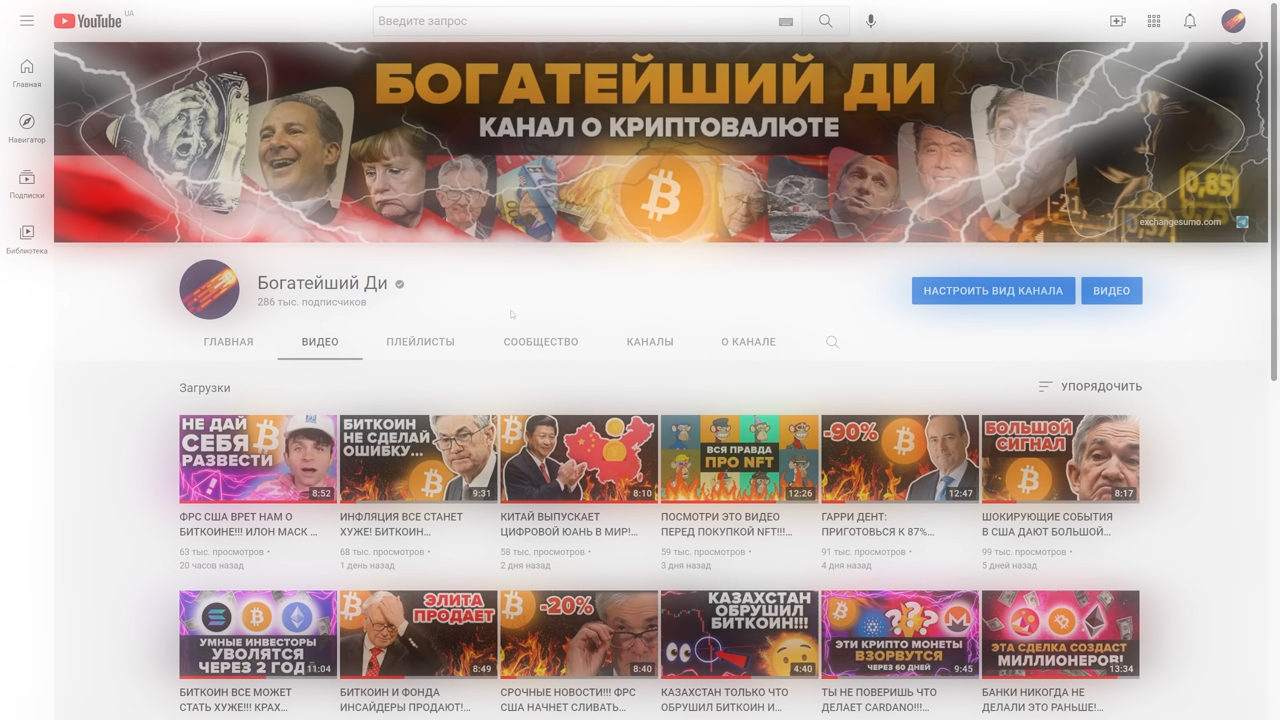 YouTube UA
Введите запрос
Главная
Навигатор
Подписки
Библиотека
БОГАТЕЙШИЙ ДИ
КАНАЛ О КРИПТОВАЛЮТЕ
0,85
exchangesumo.com
Богатейший Ди
286 тыс. подписчиков
НАСТРОИТЬ ВИД КАНАЛА
ВИДЕО
ГЛАВНАЯ ВИДЕО ПЛЕЙЛИСТЫ СООБЩЕСТВО КАНАЛЫ О КАНАЛЕ
Загрузки
УПОРЯДОЧИТЬ
НЕ ДАЙ
СЕБЯ
РАЗВЕСТИ
8:52
ФРС США ВРЕТ НАМ О
БИТКОИНЕ!!! ИЛОН МАСК ...
63 тыс. просмотров •
20 часов назад
БИТКОИН
НЕ СДЕЛАЙ
ОШИБКУ...
9:31
ИНФЛЯЦИЯ ВСЕ СТАНЕТ
ХУЖЕ! БИТКОИН...
68 тыс. просмотров •
1 день назад
8:10
КИТАЙ ВЫПУСКАЕТ
ЦИФРОВОЙ ЮАНЬ В МИР!...
58 тыс. просмотров •
2 дня назад
ВСЯ ПРАВДА
ПРО NFT
12:26
ПОСМОТРИ ЭТО ВИДЕО
ПЕРЕД ПОКУПКОЙ NFT!!!...
59 тыс. просмотров •
3 дня назад
-90%
12:47
ГАРРИ ДЕНТ:
ПРИГОТОВЬСЯ К 87%...
91 тыс. просмотров •
4 дня назад
БОЛЬШОЙ
СИГНАЛ
8:17
ШОКИРУЮЩИЕ СОБЫТИЯ
В США ДАЮТ БОЛЬШОЙ...
99 тыс. просмотров •
5 дней назад
УМНЫЕ ИНВЕСТОРЫ
УВОЛЯТСЯ
ЧЕРЕЗ 2 ГОДА
11:04
БИТКОИН ВСЕ МОЖЕТ
СТАТЬ ХУЖЕ!!! КРАХ...
ЭЛИТА
ПРОДАЕТ
8:49
БИТКОИН И ФОНДА
ИНСАЙДЕРЫ ПРОДАЮТ!...
-20%
8:40
СРОЧНЫЕ НОВОСТИ!!! ФРС
США НАЧНЕТ СЛИВАТЬ...
КАЗАХСТАН
ОБРУШИЛ
БИТКОИН!!!
4:40
КАЗАХСТАН ТОЛЬКО ЧТО
ОБРУШИЛ БИТКОИН И...
ЭТИ КРИПТО МОНЕТЫ
ВЗОРВУТСЯ
ЧЕРЕЗ 60 ДНЕЙ
9:45
ТЫ НЕ ПОВЕРИШЬ ЧТО
ДЕЛАЕТ CARDANO!!!...
ЭТА СДЕЛКА СОЗДАСТ
МИЛЛИОНЕРОВ!
13:34
БАНКИ НИКОГДА НЕ
ДЕЛАЛИ ЭТО РАНЬШЕ!...